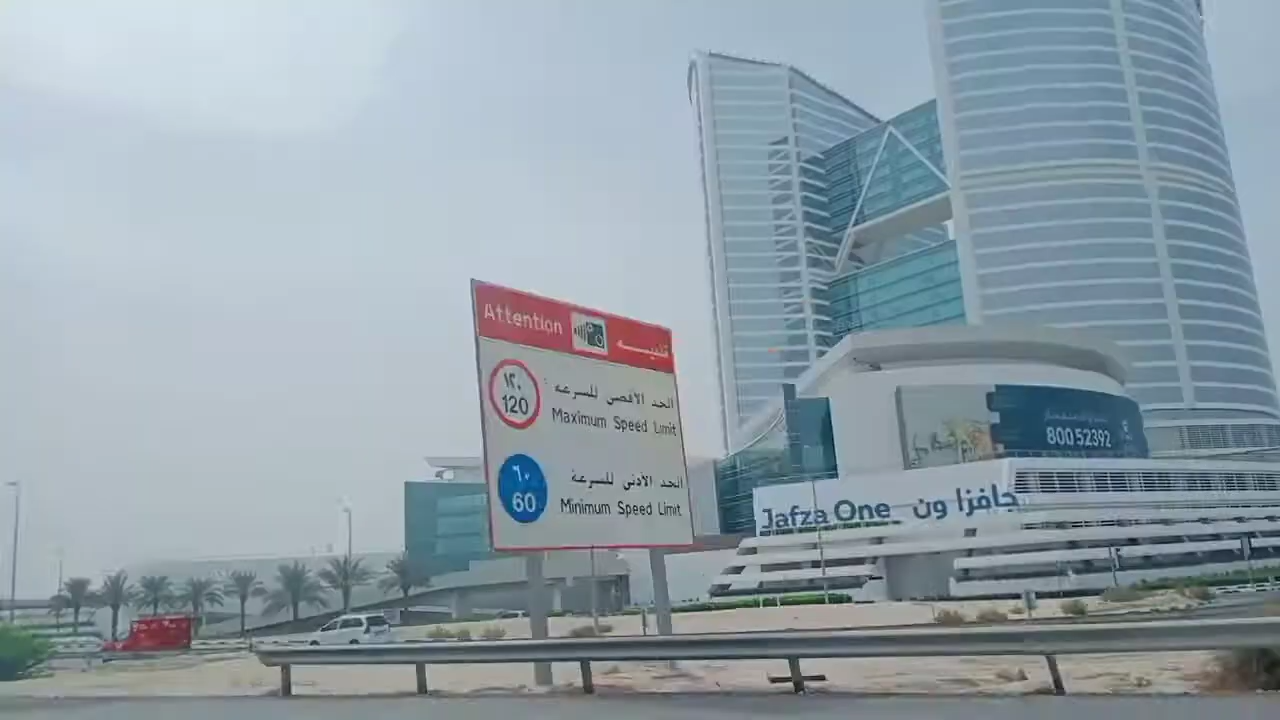 Attention تنبيه
١٢٠
120
الحد الأقصى للسرعه :
Maximum Speed Limit
٦٠
60
الحد الأدنى للسرعة
Minimum Speed Limit
800 52392
Jafza One جافزا ون